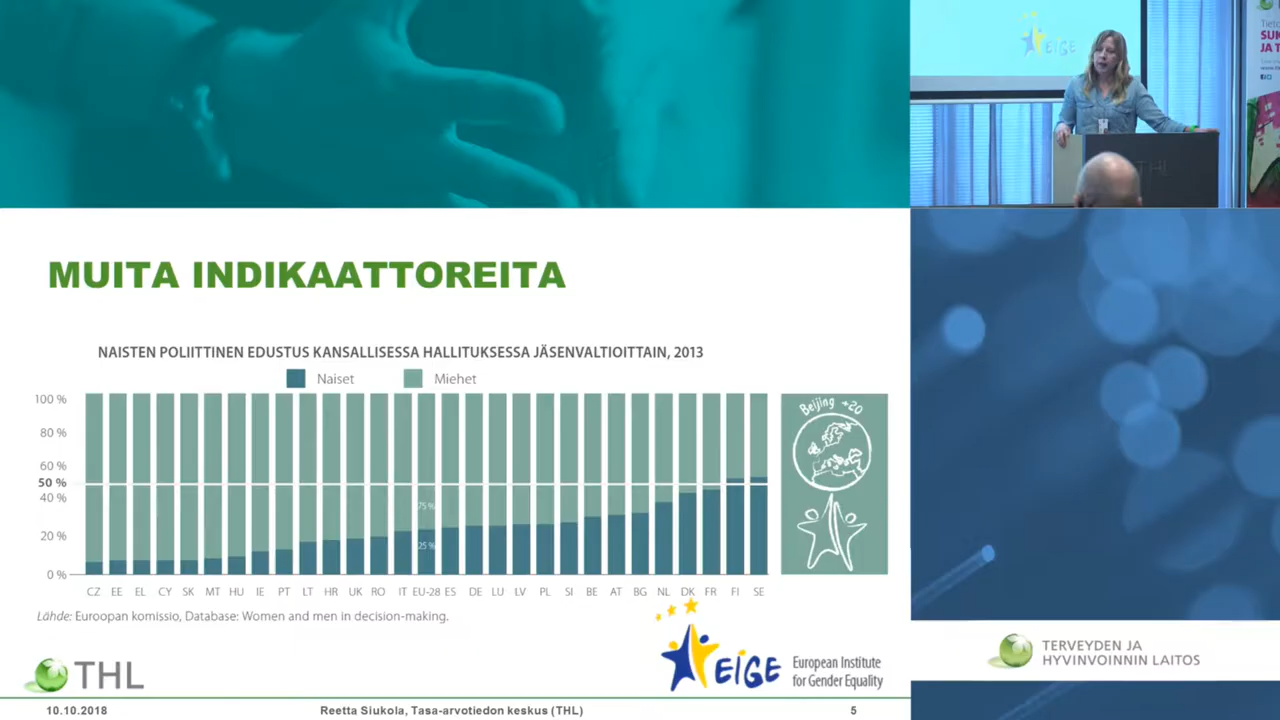 MUITA INDIKAATTOREITA
NAISTEN POLIITTINEN EDUSTUS KANSALLISESSA HALLITUKSESSA JÄSENVALTIOITTAIN, 2013
Naiset Miehet
100 %
80 %
60 %
50 %
40 %
20 %
0 %
75 %
25 %
CZ EE EL CY SK MT HU IE PT LT HR UK RO IT EU-28 ES DE LU LV PL SI BE AT BG NL DK FR FI SE
Beijing +20
Lähde: Euroopan komissio, Database: Women and men in decision-making.
THL
EIGE
European Institute
for Gender Equality
10.10.2018 Reetta Siukola, Tasa-arvotiedon keskus (THL) 5
EIGE
THL
TERVEYDEN JA
HYVINVOINNIN LAITOS